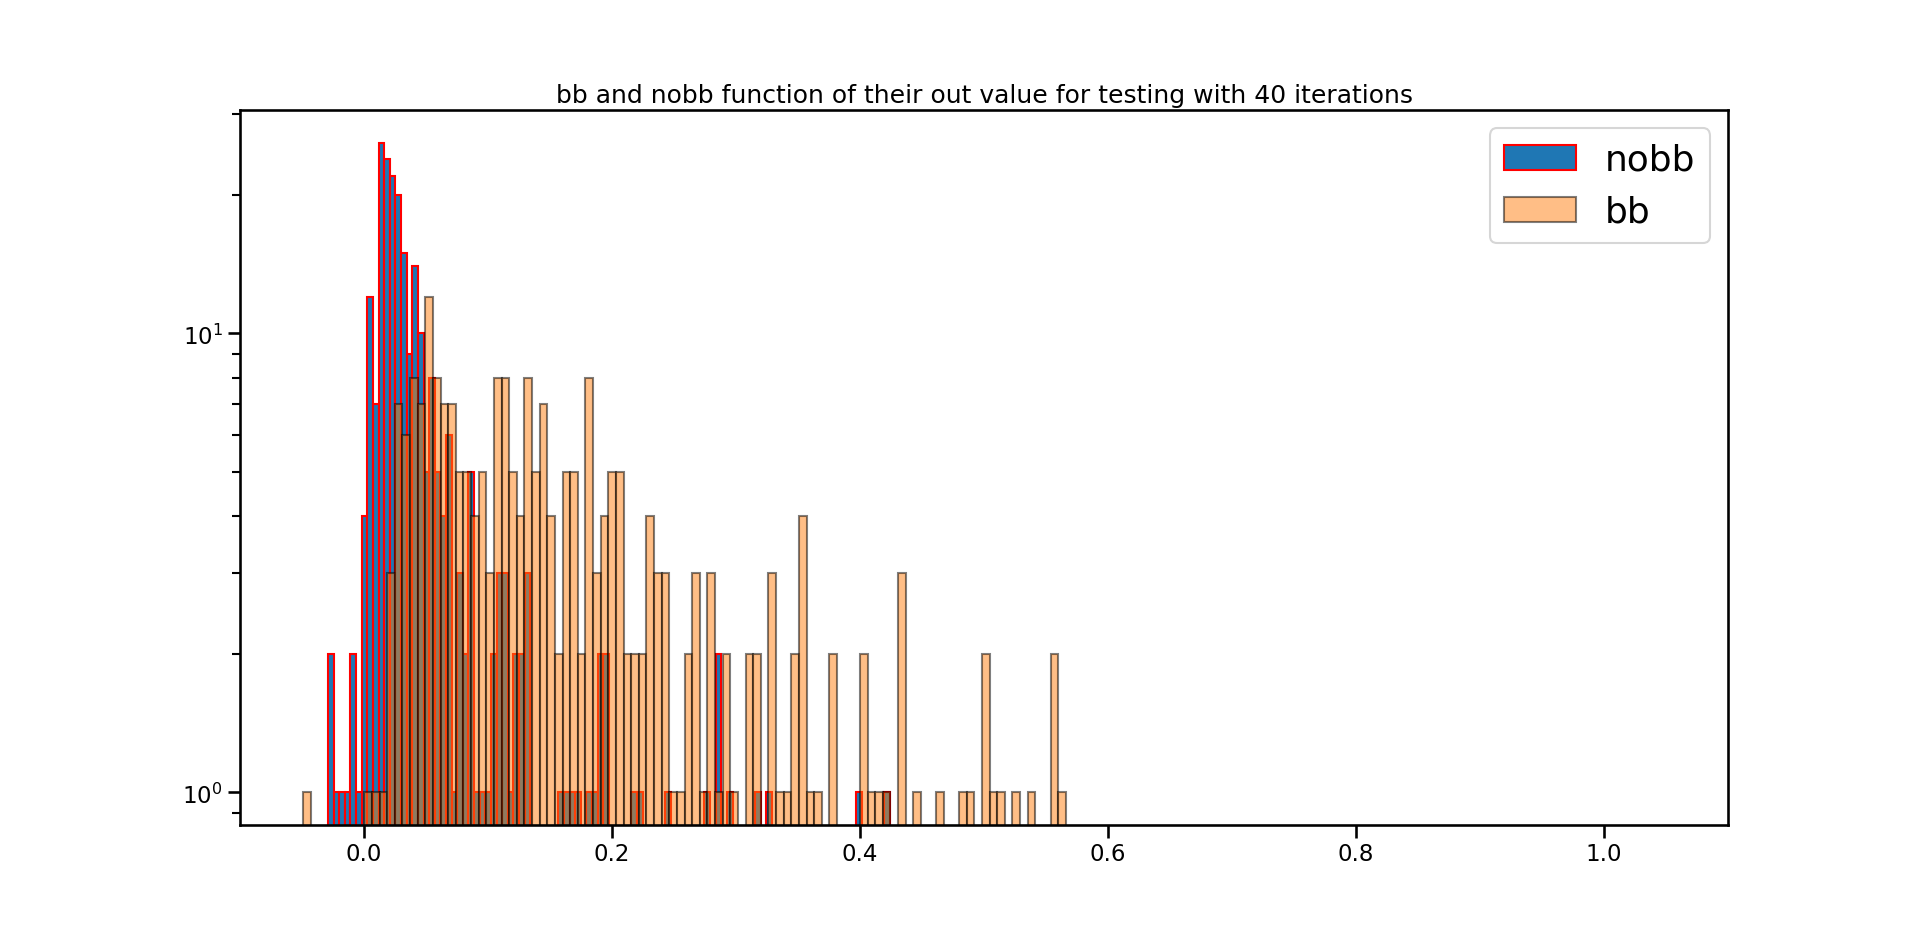 bb and nobb function of their out value for testing with 40 iterations
nobb
bb
10¹
10⁰
0.0 0.2 0.4 0.6 0.8 1.0